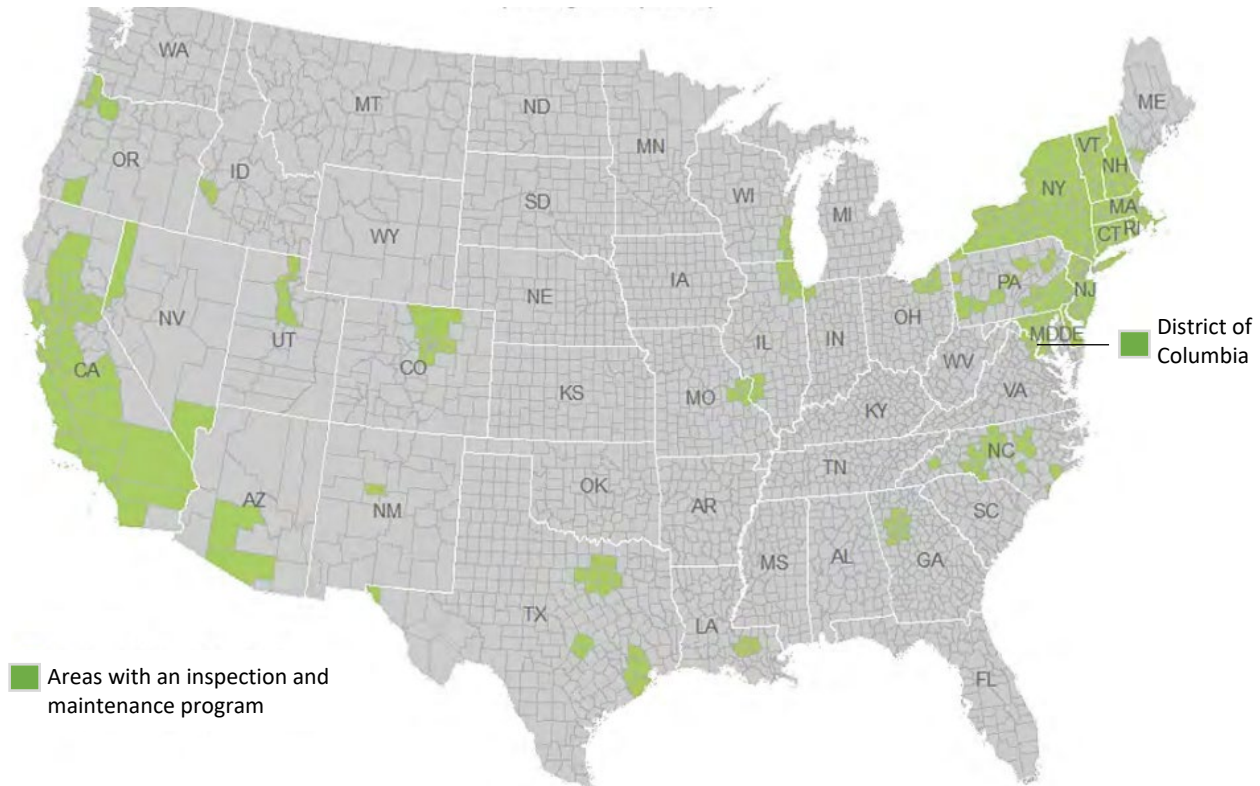 WA
MT
ND
MN
ME
OR
ID
SD
WI
MI
VT
NH
NY
MA
CT
RI
WY
IA
NE
PA
NJ
NV
UT
CO
IL
IN
OH
MD
DE
WV
VA
CA
KS
MO
KY
NC
TN
AZ
NM
OK
AR
SC
MS
AL
GA
TX
LA
FL
District of
Columbia
Areas with an inspection and
maintenance program